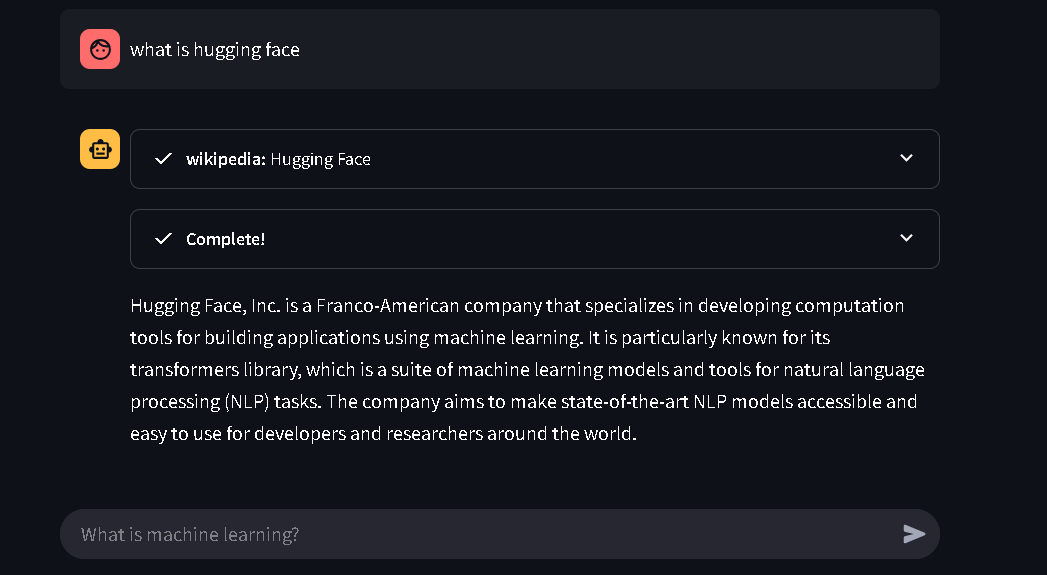 what is hugging face
wikipedia: Hugging Face
Complete!
Hugging Face, Inc. is a Franco-American company that specializes in developing computation
tools for building applications using machine learning. It is particularly known for its
transformers library, which is a suite of machine learning models and tools for natural language
processing (NLP) tasks. The company aims to make state-of-the-art NLP models accessible and
easy to use for developers and researchers around the world.
What is machine learning?